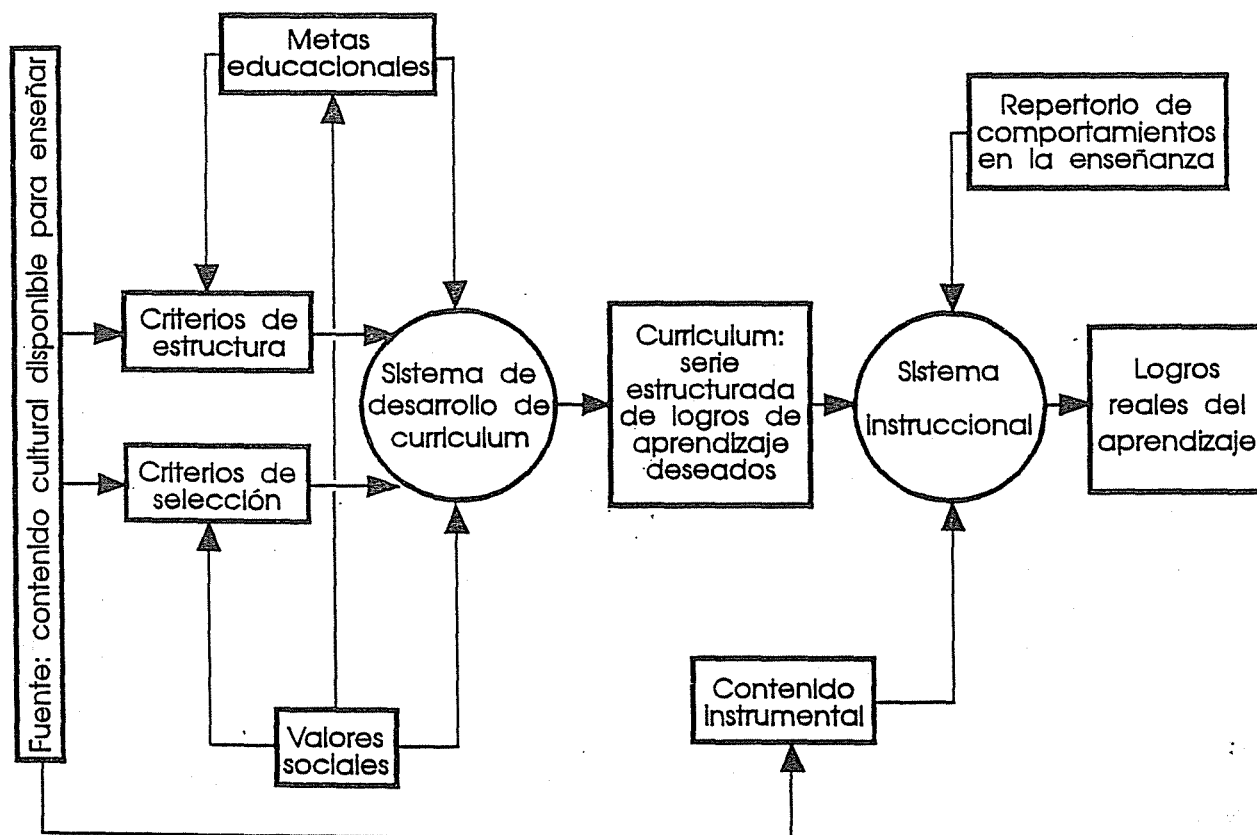 Fuente: contenido cultural disponible para enseñar
Metas
educacionales
Repertorio de
comportamientos
en la enseñanza
Criterios de
estructura
Sistema de
desarrollo de
curriculum
Curriculum:
serie
estructurada
de logros de
aprendizaje
deseados
Sistema
instruccional
Logros
reales del
aprendizaje
Criterios de
selección
Valores
sociales
Contenido
instrumental